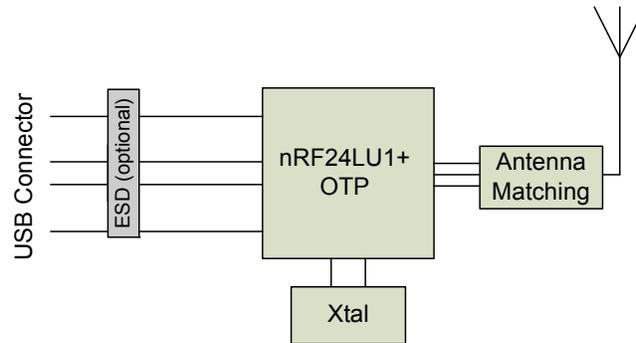 USB Connector
ESD (optional)
nRF24LU1+
OTP
Antenna
Matching
Xtal